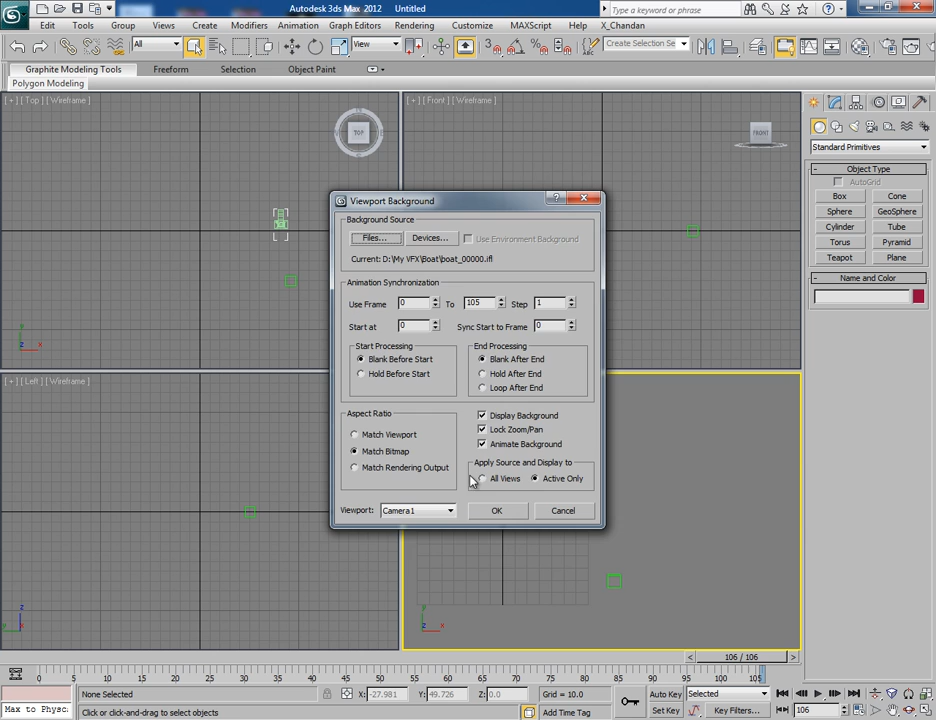 Autodesk 3ds Max 2012 Untitled
Type a keyword or phrase
Edit Tools Group Views Create Modifiers Animation Graph Editors Rendering Customize MAXScript Help X_Chandan
All View Create Selection Se
Graphite Modeling Tools Freeform Selection Object Paint
Polygon Modeling
[ + ] [ Top ] [ Wireframe ]
[ + ] [ Front ] [ Wireframe ]
TOP
FRONT
Standard Primitives
Object Type
AutoGrid
Box Cone
Sphere GeoSphere
Cylinder Tube
Torus Pyramid
Teapot Plane
Name and Color
Viewport Background
Background Source
Files... Devices... Use Environment Background
Current: D:\My VFX\Boat\boat_00000.ifl
Animation Synchronization
Use Frame 0 To 105 Step 1
Start at 0 Sync Start to Frame 0
Start Processing
Blank Before Start
Hold Before Start
End Processing
Blank After End
Hold After End
Loop After End
Aspect Ratio
Match Viewport
Match Bitmap
Match Rendering Output
Display Background
Lock Zoom/Pan
Animate Background
Apply Source and Display to
All Views Active Only
Viewport: Camera1 OK Cancel
z x
[ + ] [ Left ] [ Wireframe ]
z
y
y
z x
< 106 / 106 >
0 5 10 15 20 25 30 35 40 45 50 55 60 65 70 75 80 85 90 95 100 105
None Selected X: -27.981 Y: 49.726 Z: 0.0 Grid = 10.0 Auto Key Selected
Max to Physc Click or click-and-drag to select objects Add Time Tag Set Key Key Filters... 106